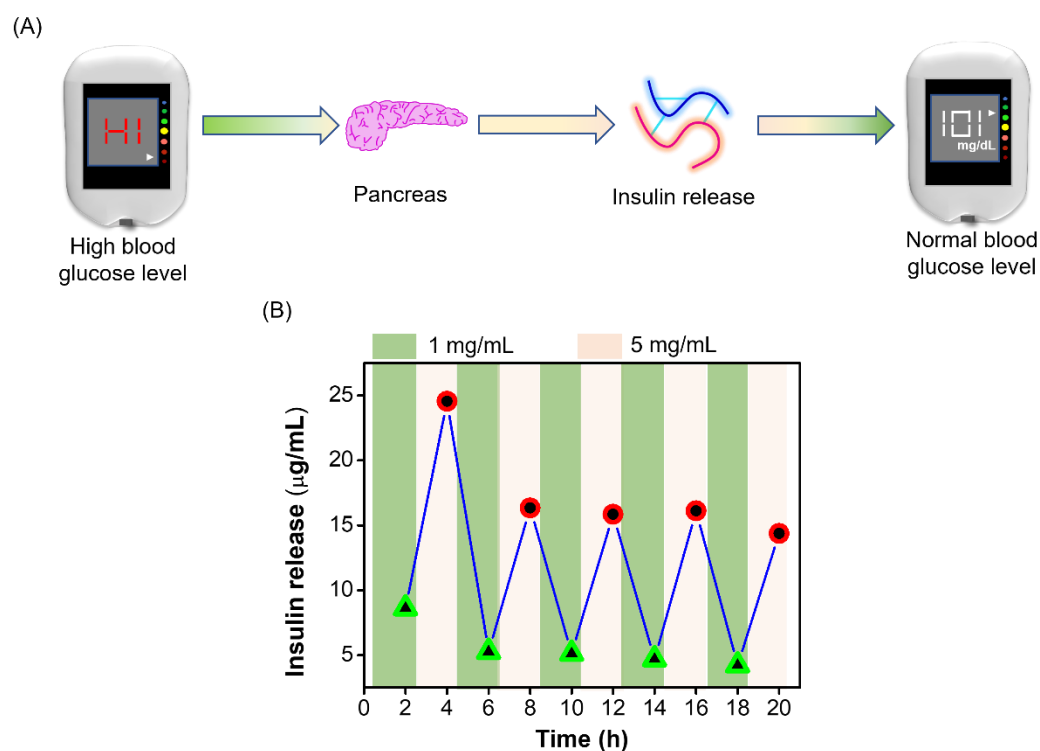 (A)
HI
Pancreas
Insulin release
101
mg/dL
High blood
glucose level
Normal blood
glucose level
(B)
1 mg/mL
5 mg/mL
Insulin release (μg/mL)
25
20
15
10
5
0 2 4 6 8 10 12 14 16 18 20
Time (h)